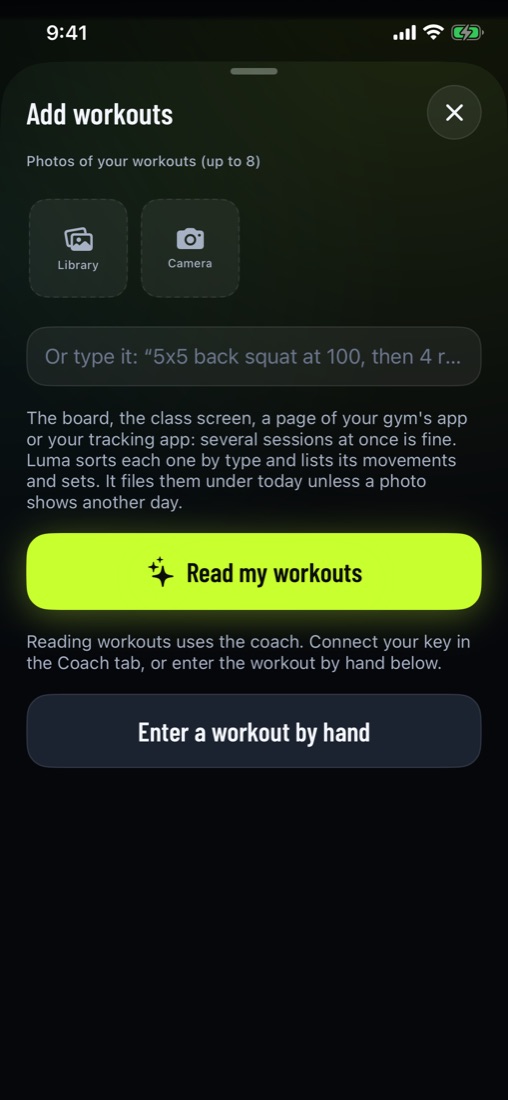 9:41
Add workouts
Photos of your workouts (up to 8)
Library
Camera
Or type it: “5x5 back squat at 100, then 4 r...
The board, the class screen, a page of your gym's app
or your tracking app: several sessions at once is fine.
Luma sorts each one by type and lists its movements
and sets. It files them under today unless a photo
shows another day.
Read my workouts
Reading workouts uses the coach. Connect your key in
the Coach tab, or enter the workout by hand below.
Enter a workout by hand